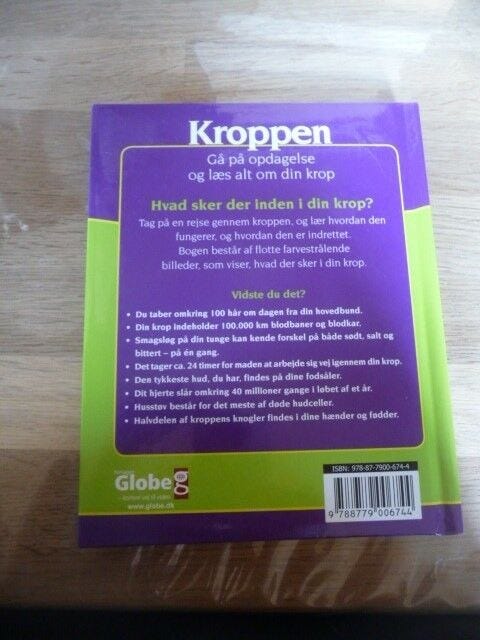 Kroppen
Gå på opdagelse
og læs alt om din krop
Hvad sker der inden i din krop?
Tag på en rejse gennem kroppen, og lær hvordan den
fungerer, og hvordan den er indrettet.
Bogen består af flotte farvestrålende
billeder, som viser, hvad der sker i din krop.
Vidste du det?
• Du taber omkring 100 hår om dagen fra din hovedbund.
• Din krop indeholder 100.000 km blodbaner og blodkar.
• Smagsløg på din tunge kan kende forskel på både sødt, salt og
bittert – på én gang.
• Det tager ca. 24 timer for maden at arbejde sig vej igennem din krop.
• Den tykkeste hud, du har, findes på dine fodsåler.
• Dit hjerte slår omkring 40 millioner gange i løbet af et år.
• Husstøv består for det meste af døde hudceller.
• Halvdelen af kroppens knogler findes i dine hænder og fødder.
ISBN: 978-87-7900-674-4
9 788779 006744
Globe g
www.globe.dk